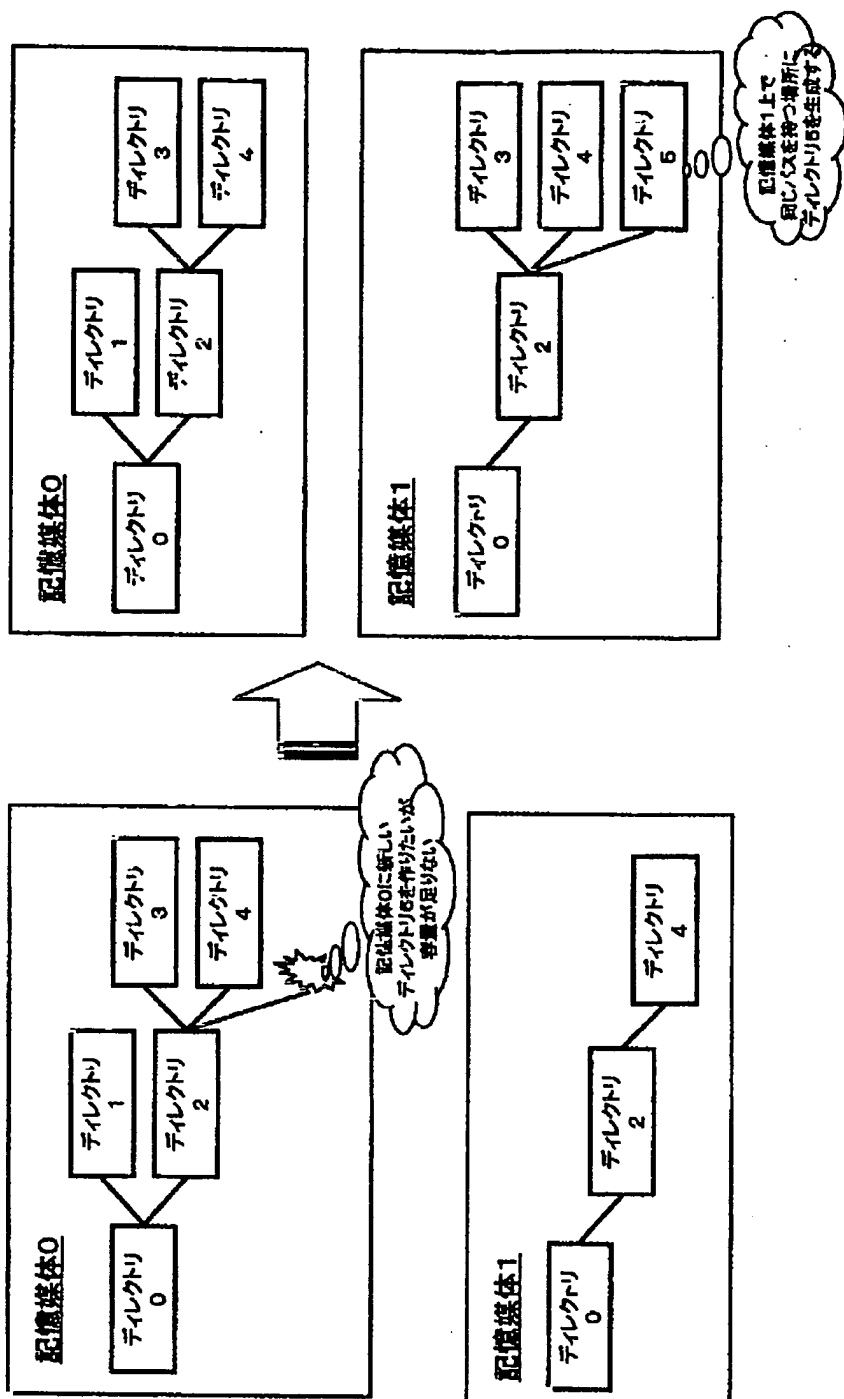 記憶媒体0
ディレクトリ
0
ディレクトリ
1
ディレクトリ
2
ディレクトリ
3
ディレクトリ
4
記憶媒体0に新しい
ディレクトリ5を作りたいが
容量が足りない
記憶媒体1
ディレクトリ
0
ディレクトリ
2
ディレクトリ
4
記憶媒体0
ディレクトリ
0
ディレクトリ
1
ディレクトリ
2
ディレクトリ
3
ディレクトリ
4
記憶媒体1
ディレクトリ
0
ディレクトリ
2
ディレクトリ
3
ディレクトリ
4
ディレクトリ
5
記憶媒体1上で
同じパスを持つ場所に
ディレクトリ5を生成する